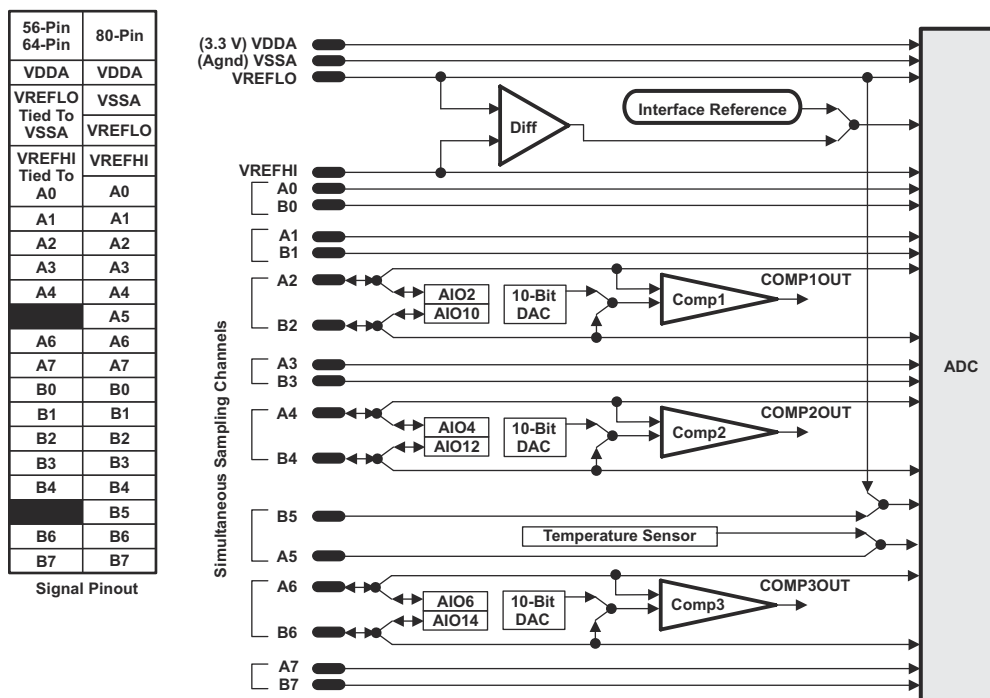 56-Pin
64-Pin
80-Pin
VDDA
VDDA
VREFLO
Tied To
VSSA
VSSA
VREFLO
VREFHI
Tied To
A0
VREFHI
A0
A1
A1
A2
A2
A3
A3
A4
A4
A5
A6
A6
A7
A7
B0
B0
B1
B1
B2
B2
B3
B3
B4
B4
B5
B6
B6
B7
B7
Signal Pinout
(3.3 V) VDDA
(Agnd) VSSA
VREFLO
Diff
Interface Reference
VREFHI
A0
B0
A1
B1
A2
AIO2
AIO10
10-Bit
DAC
Comp1
COMP1OUT
B2
Simultaneous Sampling Channels
A3
B3
ADC
A4
AIO4
AIO12
10-Bit
DAC
Comp2
COMP2OUT
B4
B5
Temperature Sensor
A5
A6
AIO6
AIO14
10-Bit
DAC
Comp3
COMP3OUT
B6
A7
B7